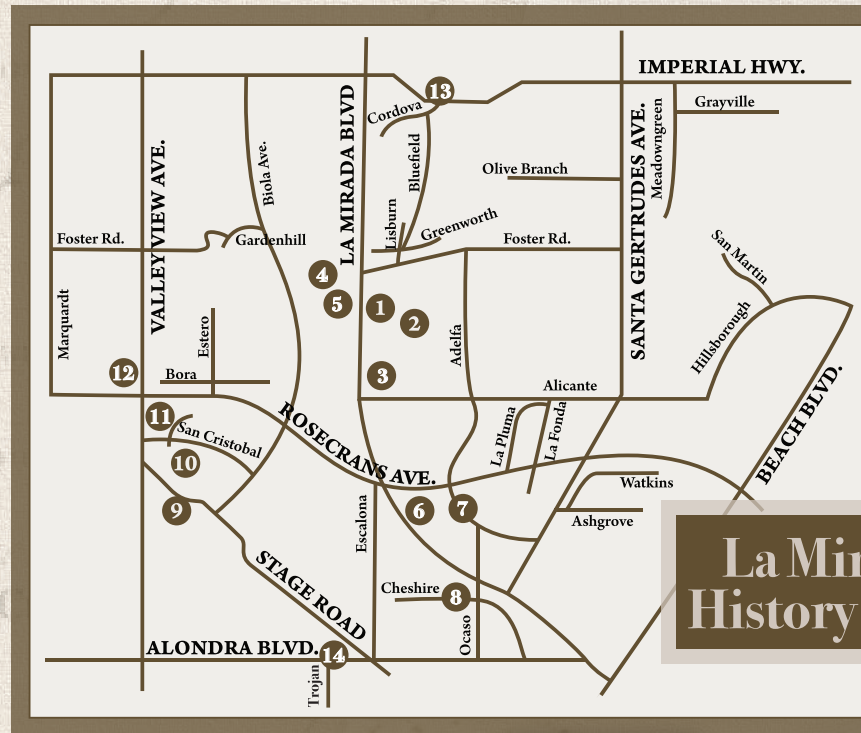 IMPERIAL HWY.
13
Grayville
Cordova
LA MIRADA BLVD
SANTA GERTRUDES AVE.
Meadowgreen
VALLEY VIEW AVE.
Biola Ave.
Bluefield
Olive Branch
Lisburn
Greenworth
Foster Rd.
Gardenhill
Foster Rd.
San Martin
4
5
1
2
Marquardt
Estero
Adelfa
Hillsborough
12
Bora
3
Alicante
BEACH BLVD.
11
San Cristobal
ROSECRANS AVE.
La Pluma
La Fonda
10
Watkins
9
Escalona
6
7
Ashgrove
La Mir
History
STAGE ROAD
Cheshire
8
Ocaso
ALONDRA BLVD.
14
Trojan